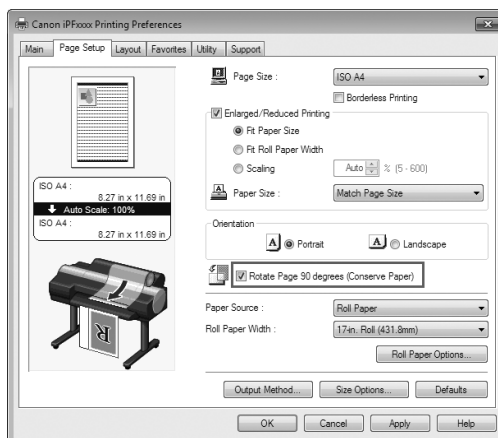 Canon iPFxxxx Printing Preferences
Main Page Setup Layout Favorites Utility Support
Page Size : ISO A4
Borderless Printing
Enlarged/Reduced Printing
Fit Paper Size
Fit Roll Paper Width
Scaling Auto % (5 - 600)
Paper Size : Match Page Size
ISO A4 :
8.27 in x 11.69 in
Auto Scale: 100%
ISO A4 :
8.27 in x 11.69 in
Orientation
A Portrait A Landscape
Rotate Page 90 degrees (Conserve Paper)
R
Paper Source : Roll Paper
Roll Paper Width : 17-in. Roll (431.8mm)
Roll Paper Options...
Output Method... Size Options... Defaults
OK Cancel Apply Help